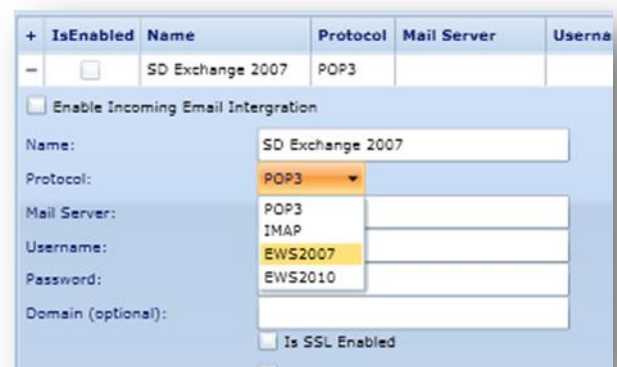 + IsEnabled Name Protocol Mail Server
– SD Exchange 2007 POP3
Enable Incoming Email Intergration
Name: SD Exchange 2007
Protocol: POP3
Mail Server: POP3
IMAP
Username: EWS2007
Password: EWS2010
Domain (optional):
Is SSL Enabled